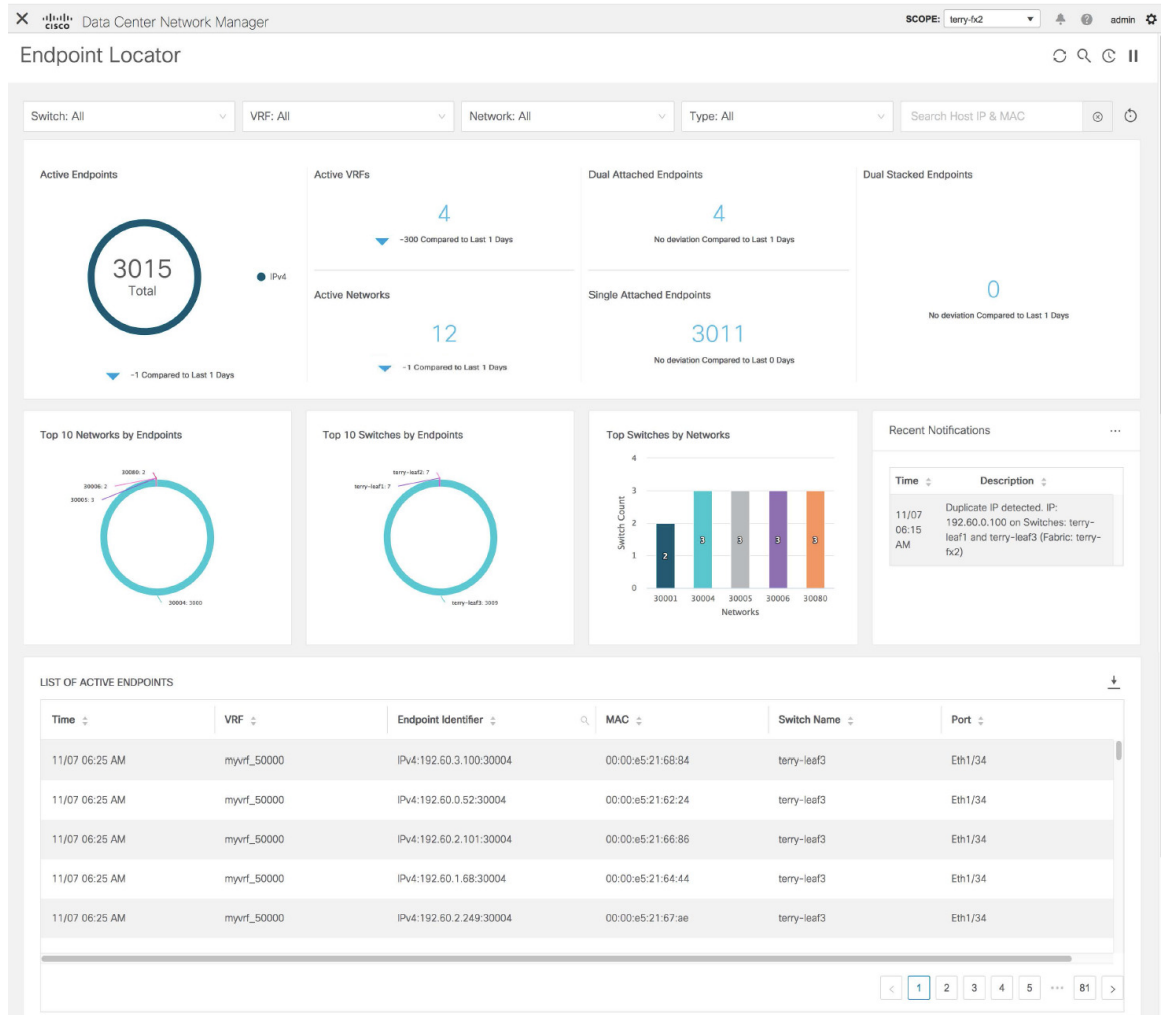 cisco Data Center Network Manager
SCOPE: terry-fx2
admin
Endpoint Locator
Switch: All
VRF: All
Network: All
Type: All
Search Host IP & MAC
Active Endpoints
3015
Total
IPv4
-1 Compared to Last 1 Days
Active VRFs
4
-300 Compared to Last 1 Days
Active Networks
12
-1 Compared to Last 1 Days
Dual Attached Endpoints
4
No deviation Compared to Last 1 Days
Single Attached Endpoints
3011
No deviation Compared to Last 0 Days
Dual Stacked Endpoints
0
No deviation Compared to Last 1 Days
Top 10 Networks by Endpoints
30080: 2
30006: 2
30005: 3
30004: 3000
Top 10 Switches by Endpoints
terry-leaf2: 7
terry-leaf1: 7
terry-leaf3: 3009
Top Switches by Networks
4
3
2
1
0
Switch Count
2
3
3
3
3
30001 30004 30005 30006 30080
Networks
Recent Notifications
...
Time Description
11/07
06:15
AM
Duplicate IP detected. IP:
192.60.0.100 on Switches: terry-
leaf1 and terry-leaf3 (Fabric: terry-
fx2)
LIST OF ACTIVE ENDPOINTS
Time VRF Endpoint Identifier MAC Switch Name Port
11/07 06:25 AM myvrf_50000 IPv4:192.60.3.100:30004 00:00:e5:21:68:84 terry-leaf3 Eth1/34
11/07 06:25 AM myvrf_50000 IPv4:192.60.0.52:30004 00:00:e5:21:62:24 terry-leaf3 Eth1/34
11/07 06:25 AM myvrf_50000 IPv4:192.60.2.101:30004 00:00:e5:21:66:86 terry-leaf3 Eth1/34
11/07 06:25 AM myvrf_50000 IPv4:192.60.1.68:30004 00:00:e5:21:64:44 terry-leaf3 Eth1/34
11/07 06:25 AM myvrf_50000 IPv4:192.60.2.249:30004 00:00:e5:21:67:ae terry-leaf3 Eth1/34
< 1 2 3 4 5 ••• 81 >